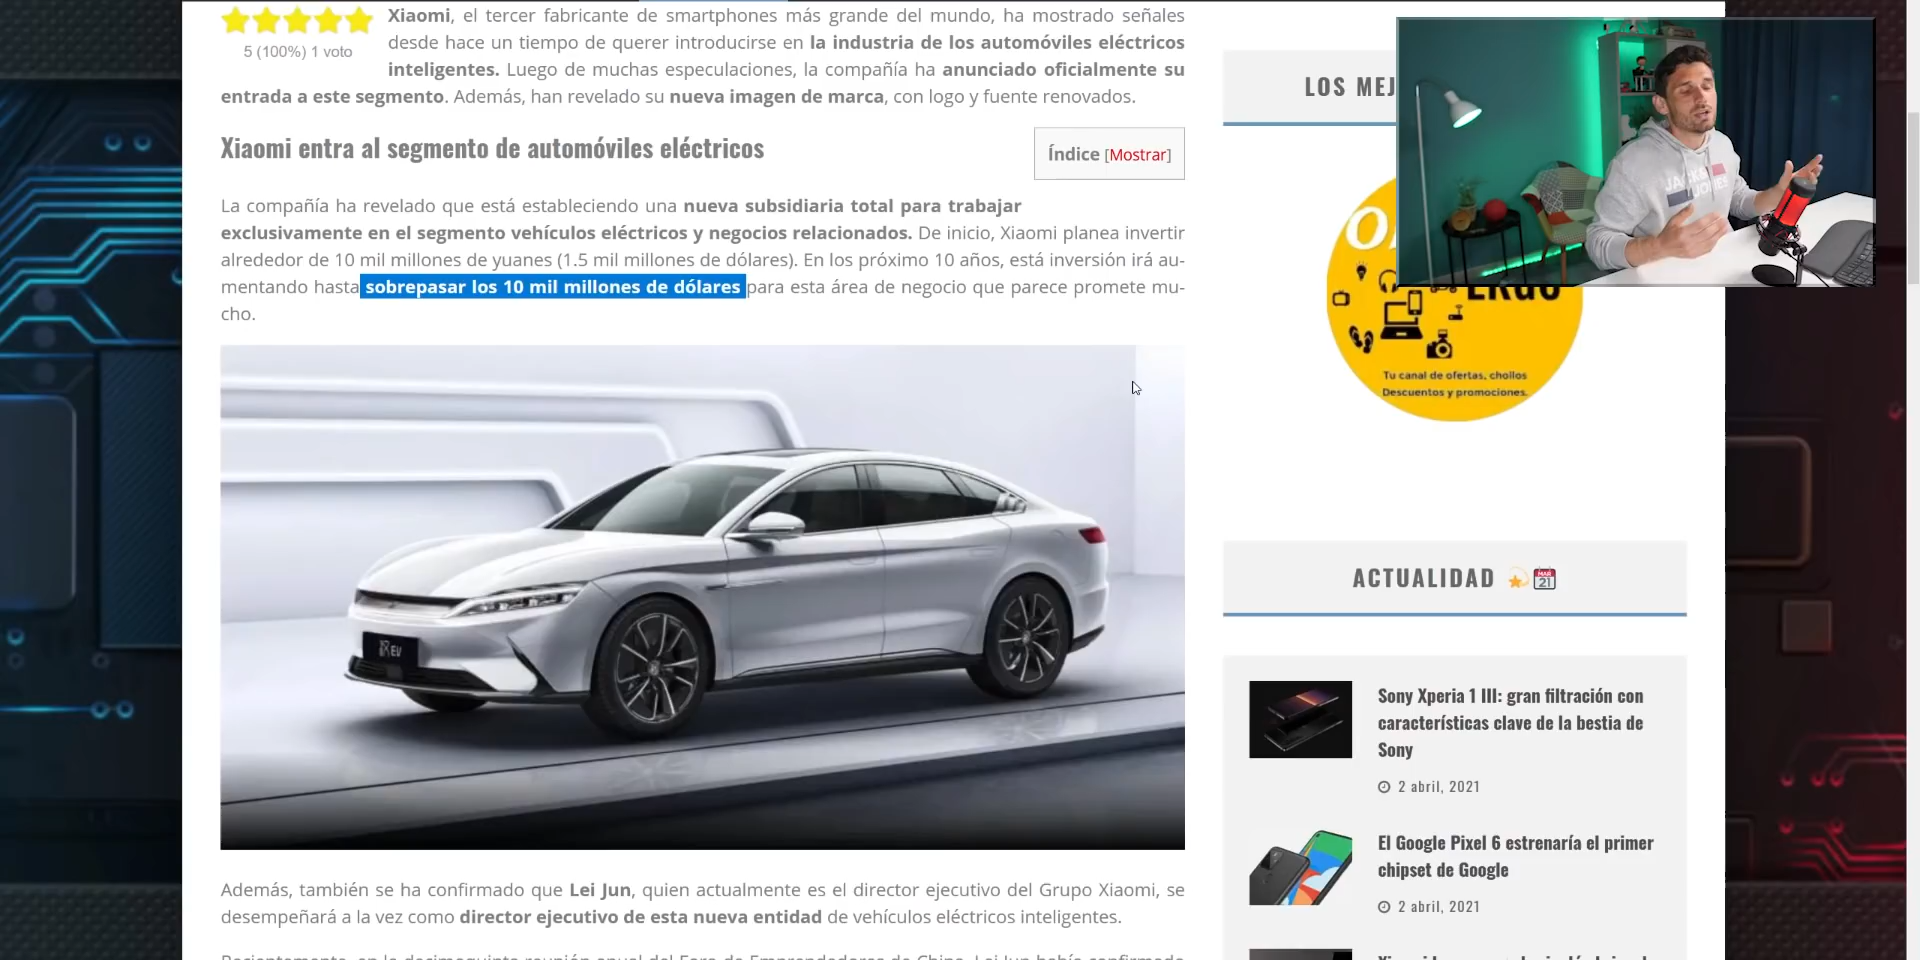 Xiaomi, el tercer fabricante de smartphones más grande del mundo, ha mostrado señales
5 (100%) 1 voto
desde hace un tiempo de querer introducirse en la industria de los automóviles eléctricos
inteligentes. Luego de muchas especulaciones, la compañía ha anunciado oficialmente su
entrada a este segmento. Además, han revelado su nueva imagen de marca, con logo y fuente renovados.
Xiaomi entra al segmento de automóviles eléctricos
Índice [Mostrar]
La compañía ha revelado que está estableciendo una nueva subsidiaria total para trabajar
exclusivamente en el segmento vehículos eléctricos y negocios relacionados. De inicio, Xiaomi planea invertir
alrededor de 10 mil millones de yuanes (1.5 mil millones de dólares). En los próximo 10 años, está inversión irá au-
mentando hasta sobrepasar los 10 mil millones de dólares para esta área de negocio que parece promete mu-
cho.
EV
Además, también se ha confirmado que Lei Jun, quien actualmente es el director ejecutivo del Grupo Xiaomi, se
desempeñará a la vez como director ejecutivo de esta nueva entidad de vehículos eléctricos inteligentes.
LOS MEJ
JACK
JONES
Tu canal de ofertas, chollos
Descuentos y promociones.
ACTUALIDAD
MAR
21
Sony Xperia 1 III: gran filtración con
características clave de la bestia de
Sony
2 abril, 2021
El Google Pixel 6 estrenaría el primer
chipset de Google
2 abril, 2021